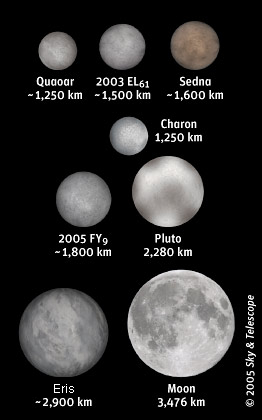 Quaoar 2003 EL61 Sedna
~1,250 km ~1,500 km ~1,600 km
Charon
1,250 km
2005 FY9 Pluto
~1,800 km 2,280 km
Eris Moon
~2,900 km 3,476 km
© 2005 Sky & Telescope